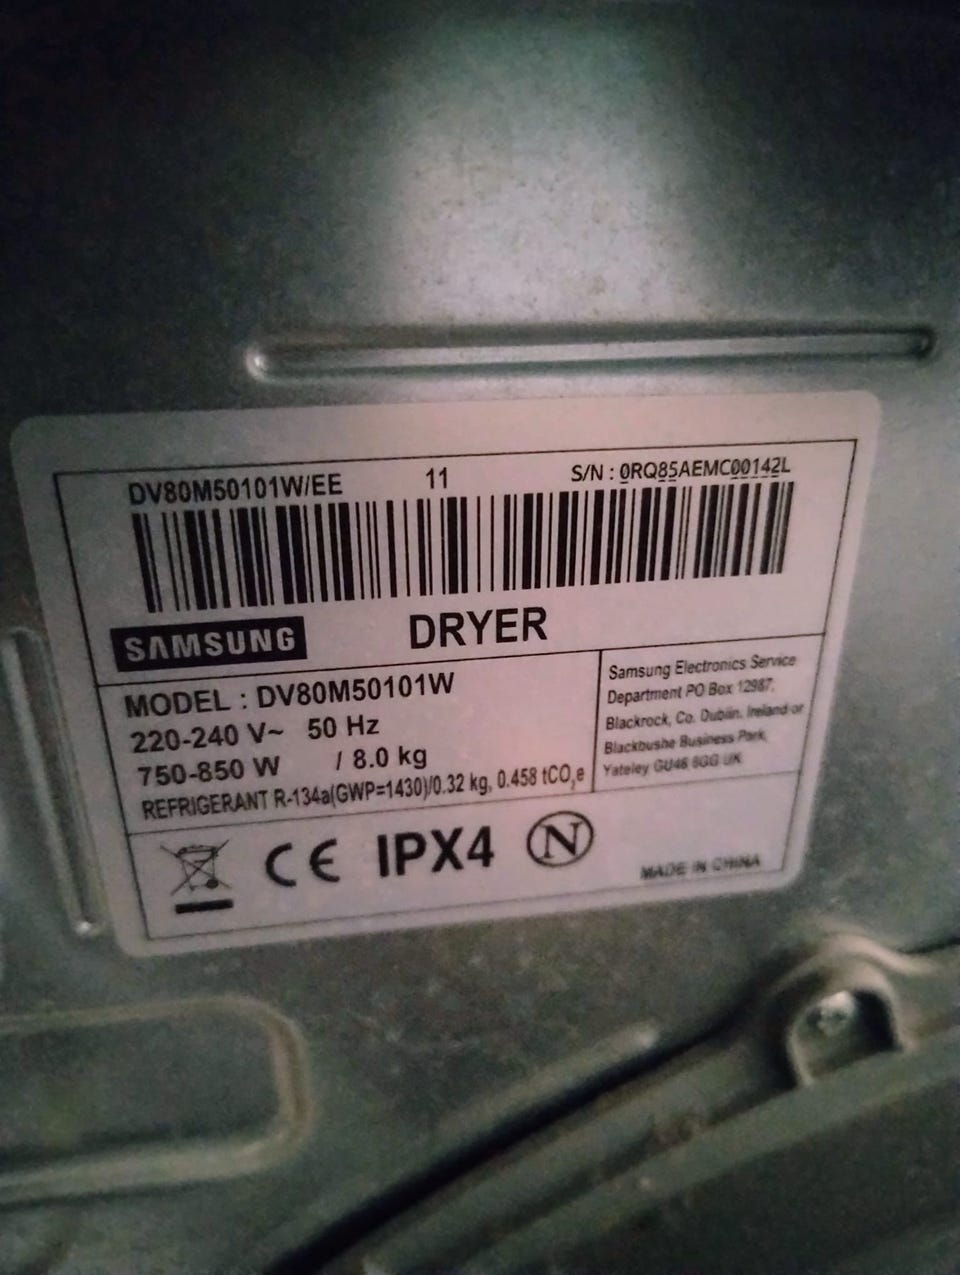 DV80M50101W/EE 11 S/N : 0RQ85AEMC00142L
SAMSUNG DRYER
MODEL : DV80M50101W
220-240 V~ 50 Hz
750-850 W / 8.0 kg
REFRIGERANT R-134a(GWP=1430)/0.32 kg, 0.458 tCO₂e
Samsung Electronics Service
Department PO Box 12987,
Blackrock, Co. Dublin. Ireland or
Blackbushe Business Park,
Yateley GU46 6GG UK
CE IPX4 N
MADE IN CHINA